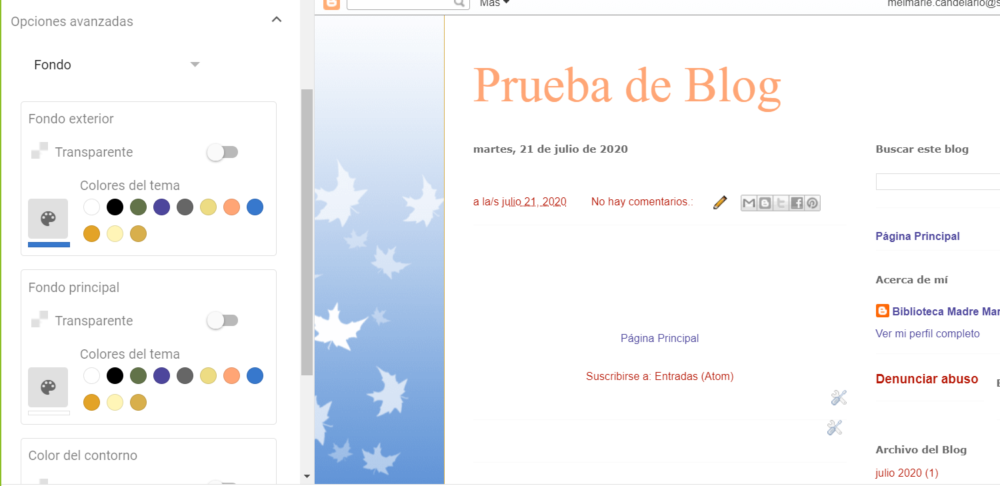 Opciones avanzadas
Fondo
Fondo exterior
Transparente
Colores del tema
Fondo principal
Transparente
Colores del tema
Color del contorno
Más
melmarie.candelario@s
Prueba de Blog
martes, 21 de julio de 2020
a la/s julio 21, 2020 No hay comentarios.:
Página Principal
Suscribirse a: Entradas (Atom)
Buscar este blog
Página Principal
Acerca de mí
Biblioteca Madre Mar
Ver mi perfil completo
Denunciar abuso
Archivo del Blog
julio 2020 (1)